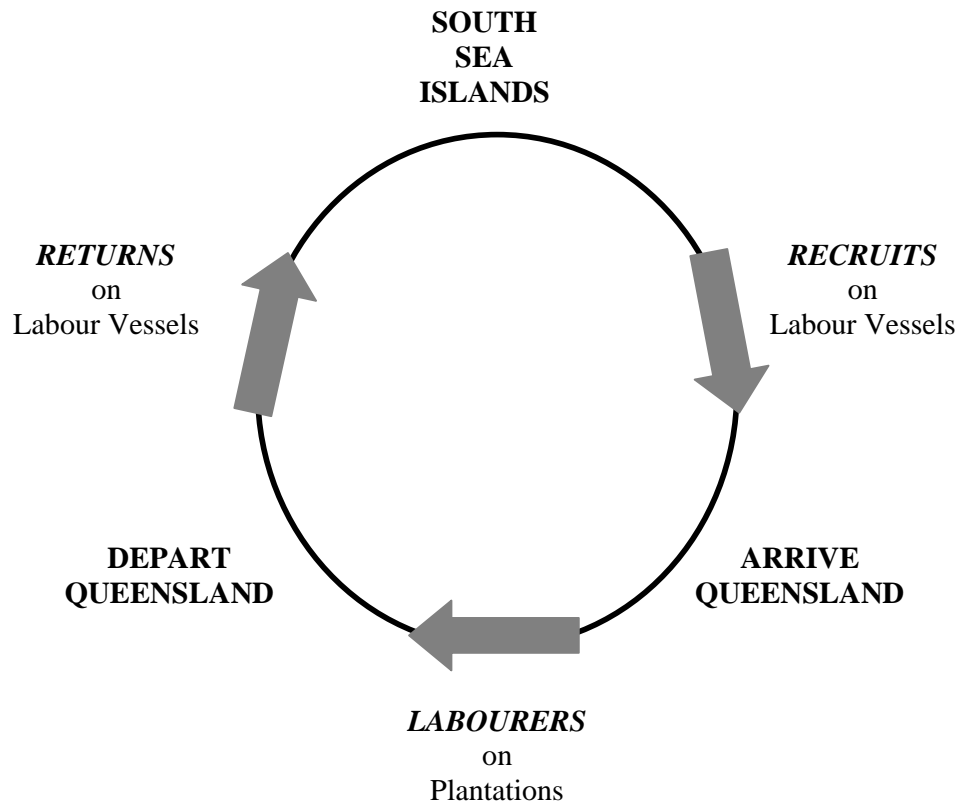 SOUTH
SEA
ISLANDS
RETURNS
on
Labour Vessels
RECRUITS
on
Labour Vessels
DEPART
QUEENSLAND
ARRIVE
QUEENSLAND
LABOURERS
on
Plantations